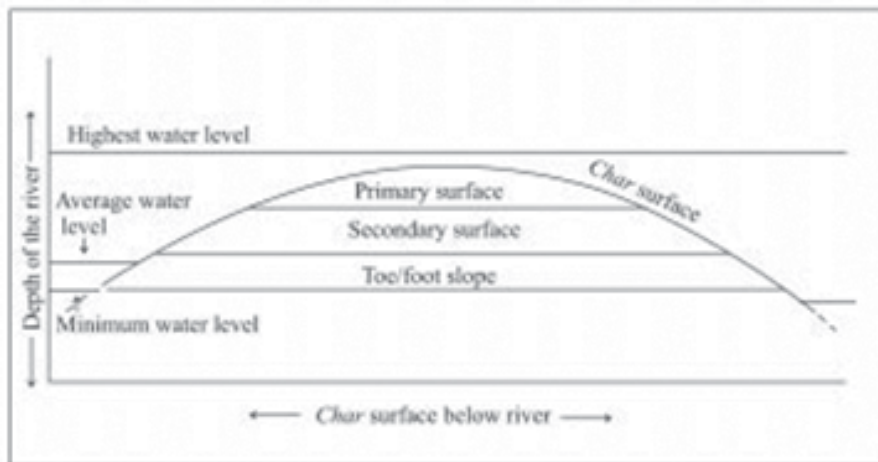 Highest water level
Char surface
Primary surface
Average water
level
Secondary surface
Toe/foot slope
Minimum water level
Depth of the river
Char surface below river